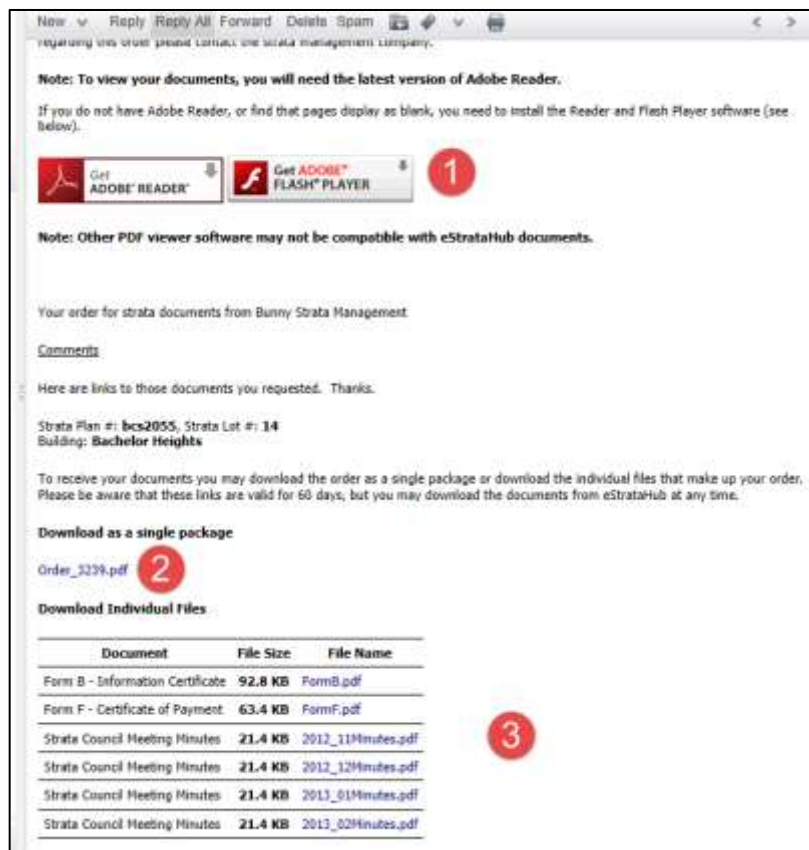 New Reply Reply All Forward Delete Spam
regarding this order please contact the strata management company.
Note: To view your documents, you will need the latest version of Adobe Reader.
If you do not have Adobe Reader, or find that pages display as blank, you need to install the Reader and Flash Player software (see
below).
Get
ADOBE® READER®
Get ADOBE®
FLASH® PLAYER
1
Note: Other PDF viewer software may not be compatible with eStrataHub documents.
Your order for strata documents from Bunny Strata Management
Comments
Here are links to those documents you requested. Thanks.
Strata Plan #: bcs2055, Strata Lot #: 14
Building: Bachelor Heights
To receive your documents you may download the order as a single package or download the individual files that make up your order.
Please be aware that these links are valid for 60 days, but you may download the documents from eStrataHub at any time.
Download as a single package
Order_3239.pdf 2
Download Individual Files
Document File Size File Name
Form B - Information Certificate 92.8 KB FormB.pdf
Form F - Certificate of Payment 63.4 KB FormF.pdf
Strata Council Meeting Minutes 21.4 KB 2012_11Minutes.pdf
3
Strata Council Meeting Minutes 21.4 KB 2012_12Minutes.pdf
Strata Council Meeting Minutes 21.4 KB 2013_01Minutes.pdf
Strata Council Meeting Minutes 21.4 KB 2013_02Minutes.pdf